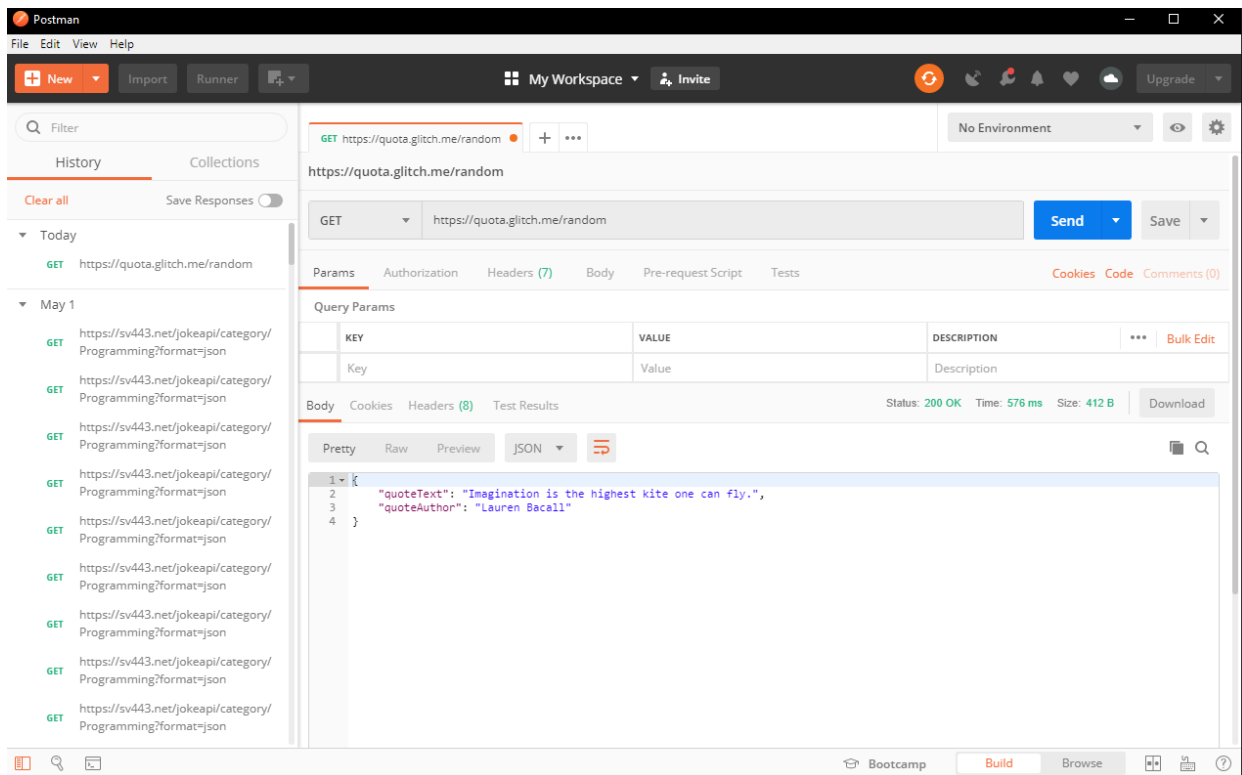 Postman
File Edit View Help
New Import Runner My Workspace Invite Upgrade
Filter
History Collections
Clear all Save Responses
Today
GET https://quota.glitch.me/random
May 1
GET https://sv443.net/jokeapi/category/
Programming?format=json
GET https://sv443.net/jokeapi/category/
Programming?format=json
GET https://sv443.net/jokeapi/category/
Programming?format=json
GET https://sv443.net/jokeapi/category/
Programming?format=json
GET https://sv443.net/jokeapi/category/
Programming?format=json
GET https://sv443.net/jokeapi/category/
Programming?format=json
GET https://sv443.net/jokeapi/category/
Programming?format=json
GET https://sv443.net/jokeapi/category/
Programming?format=json
GET https://sv443.net/jokeapi/category/
Programming?format=json
GET https://quota.glitch.me/random No Environment
https://quota.glitch.me/random
GET https://quota.glitch.me/random Send Save
Params Authorization Headers (7) Body Pre-request Script Tests Cookies Code Comments (0)
Query Params
KEY VALUE DESCRIPTION Bulk Edit
Key Value Description
Body Cookies Headers (8) Test Results Status: 200 OK Time: 576 ms Size: 412 B Download
Pretty Raw Preview JSON
1 {
2 "quoteText": "Imagination is the highest kite one can fly.",
3 "quoteAuthor": "Lauren Bacall"
4 }
Bootcamp Build Browse